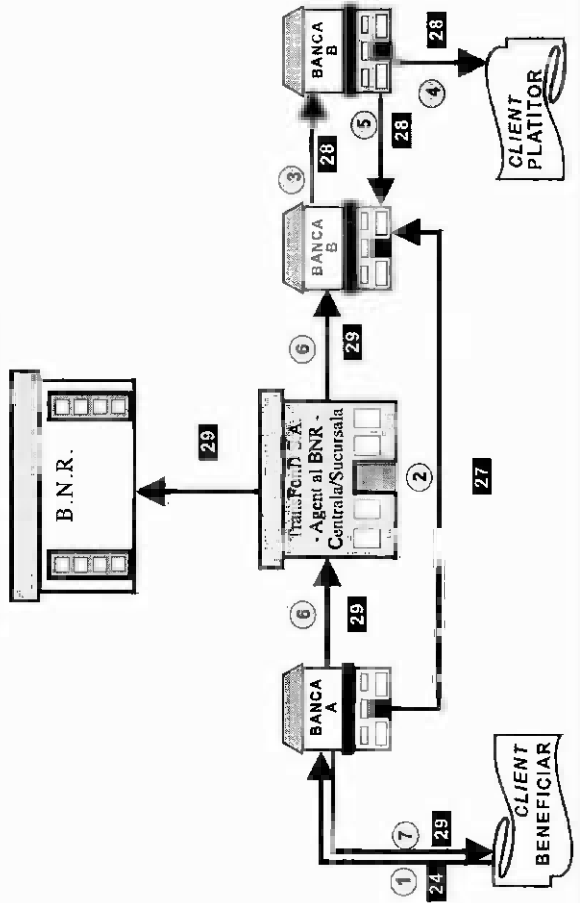 B.N.R.
29
TransFonD S.A.
- Agent al BNR -
Centrala/Sucursala
BANCA
A
BANCA
B
BANCA
B
6
29
6
29
3
28
5
28
4
28
2
27
1
24
7
29
CLIENT
BENEFICIAR
CLIENT
PLATITOR